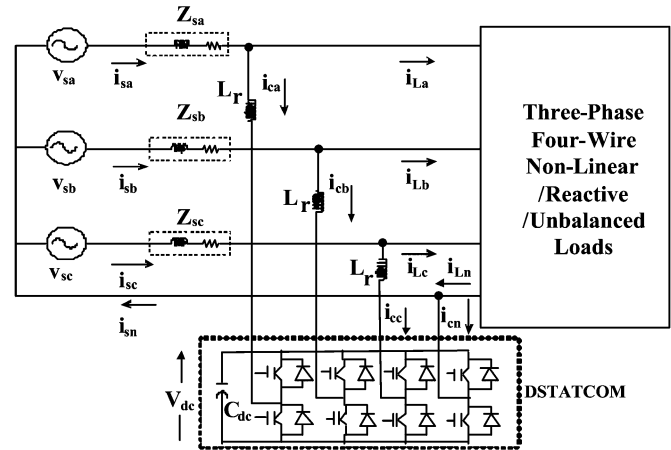 Zsa
vsa
isa
Lr
ica
iLa
Zsb
vsb
isb
Lr
icb
iLb
Zsc
vsc
isc
Lr
iLc
iLn
isn
icc
icn
Three-Phase
Four-Wire
Non-Linear
/Reactive
/Unbalanced
Loads
Vdc
Cdc
DSTATCOM